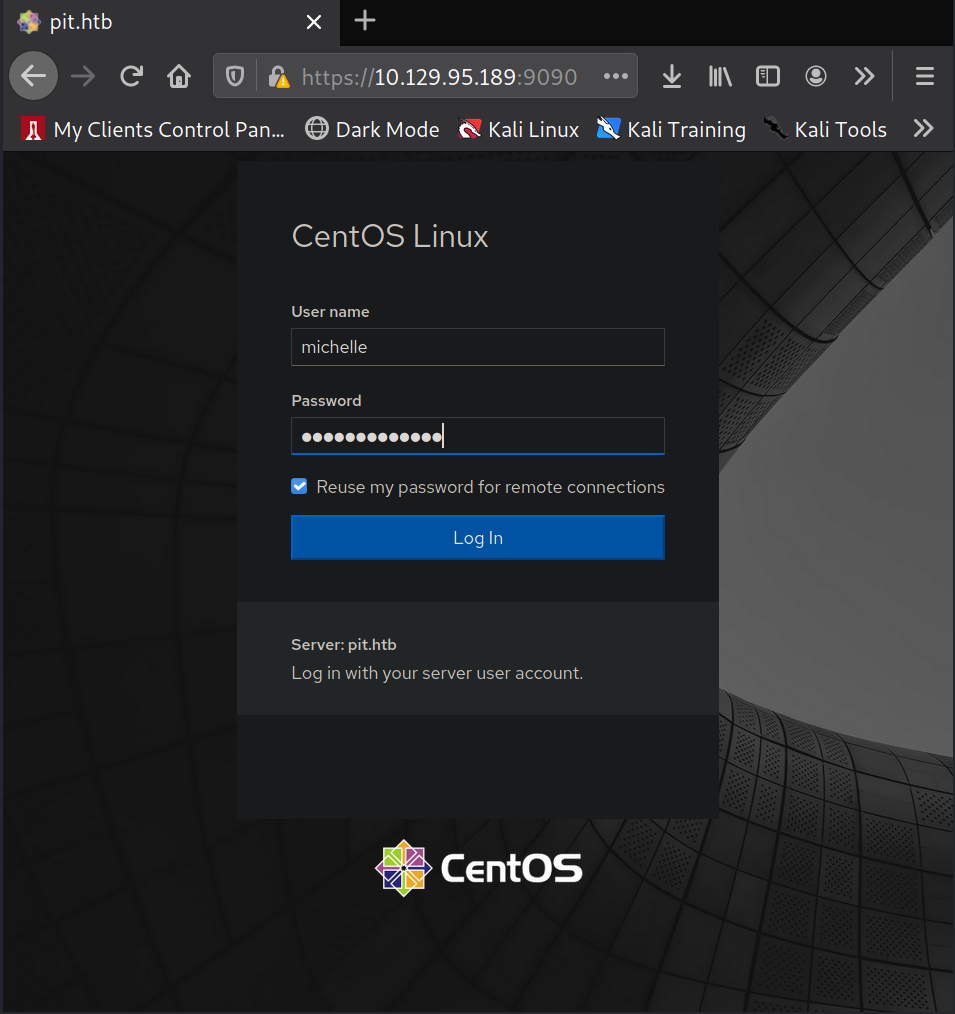 pit.htb
https://10.129.95.189:9090
My Clients Control Pan... Dark Mode Kali Linux Kali Training Kali Tools
CentOS Linux
User name
michelle
Password
●●●●●●●●●●●●●
Reuse my password for remote connections
Log In
Server: pit.htb
Log in with your server user account.
CentOS